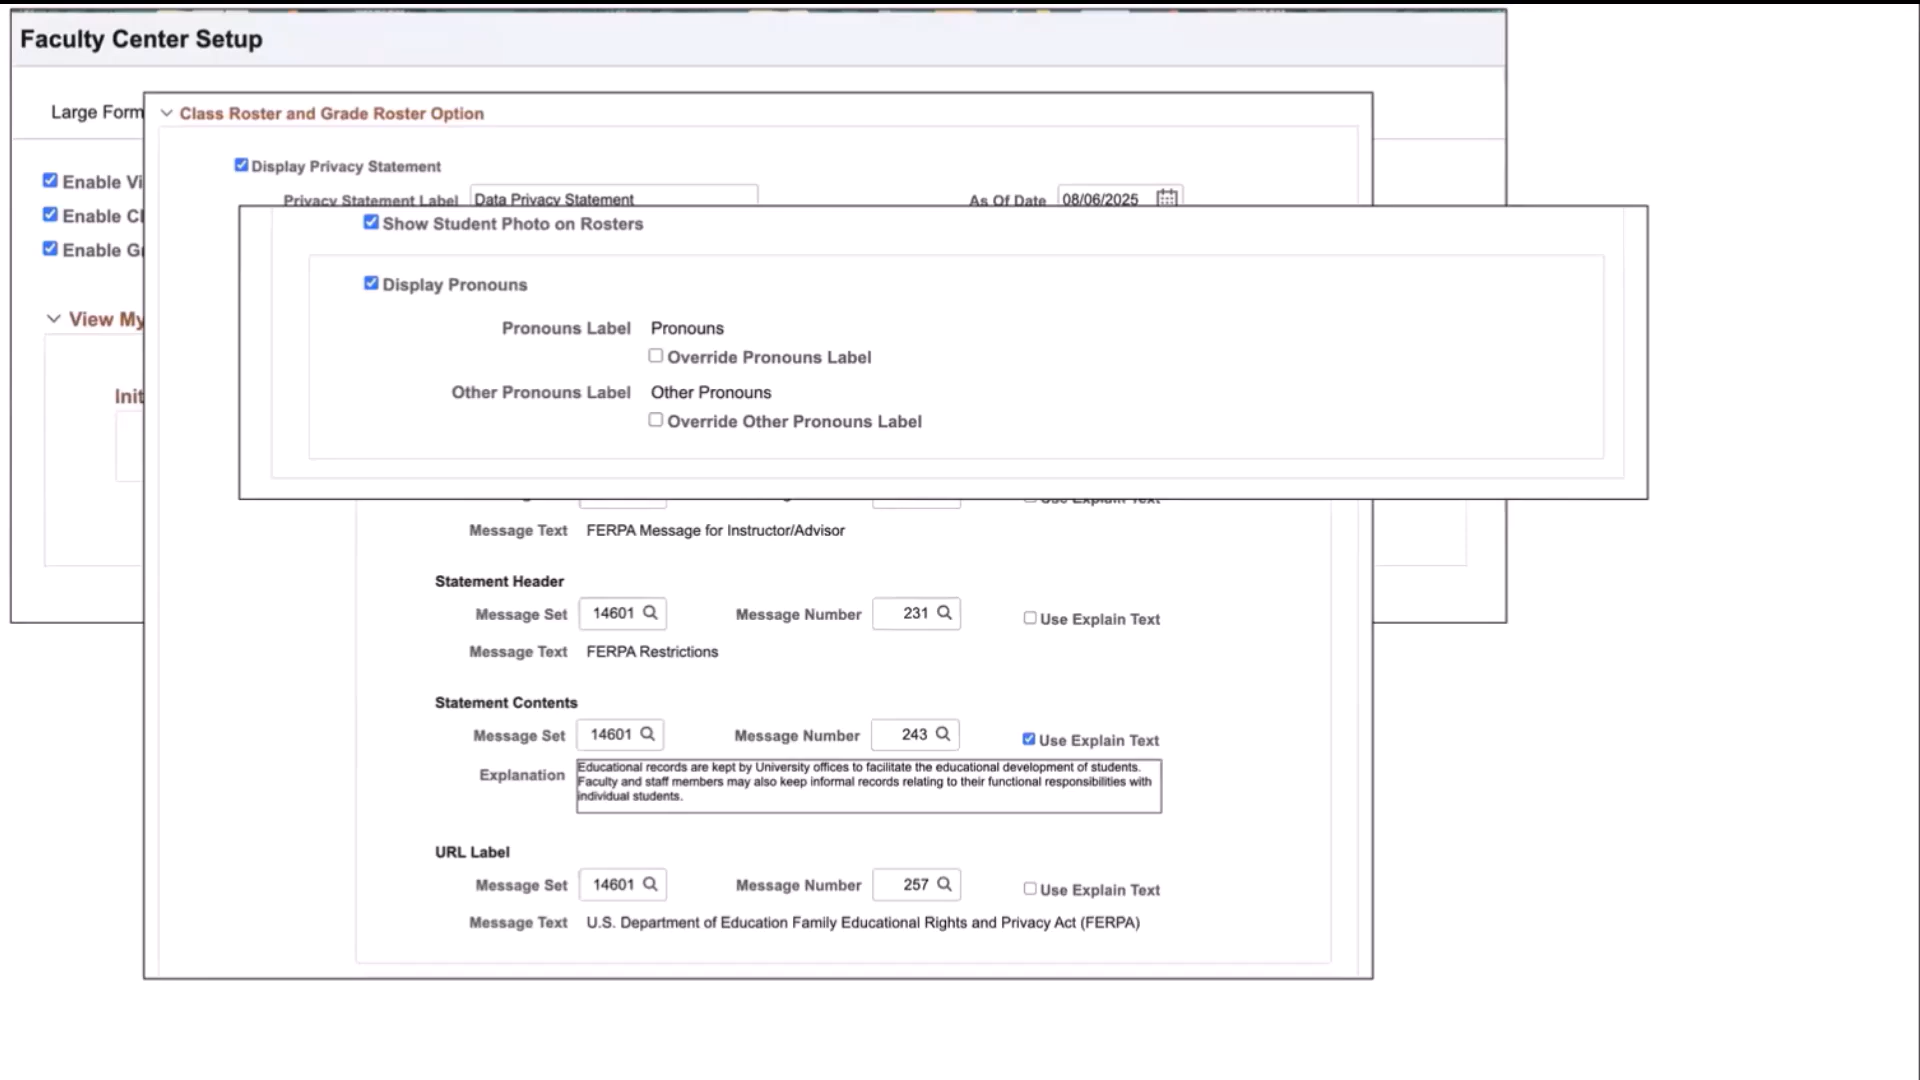 Faculty Center Setup
Large Form
Class Roster and Grade Roster Option
Display Privacy Statement
Enable Vi
Privacy Statement Label Data Privacy Statement As Of Date 08/06/2025
Enable
Show Student Photo on Rosters
Enable
Display Pronouns
View My
Pronouns Label Pronouns
Override Pronouns Label
Init
Other Pronouns Label Other Pronouns
Override Other Pronouns Label
Use Explain Text
Message Text FERPA Message for Instructor/Advisor
Statement Header
Message Set 14601 Message Number 231 Use Explain Text
Message Text FERPA Restrictions
Statement Contents
Message Set 14601 Message Number 243 Use Explain Text
Explanation Educational records are kept by University offices to facilitate the educational development of students.
Faculty and staff members may also keep informal records relating to their functional responsibilities with
individual students.
URL Label
Message Set 14601 Message Number 257 Use Explain Text
Message Text U.S. Department of Education Family Educational Rights and Privacy Act (FERPA)